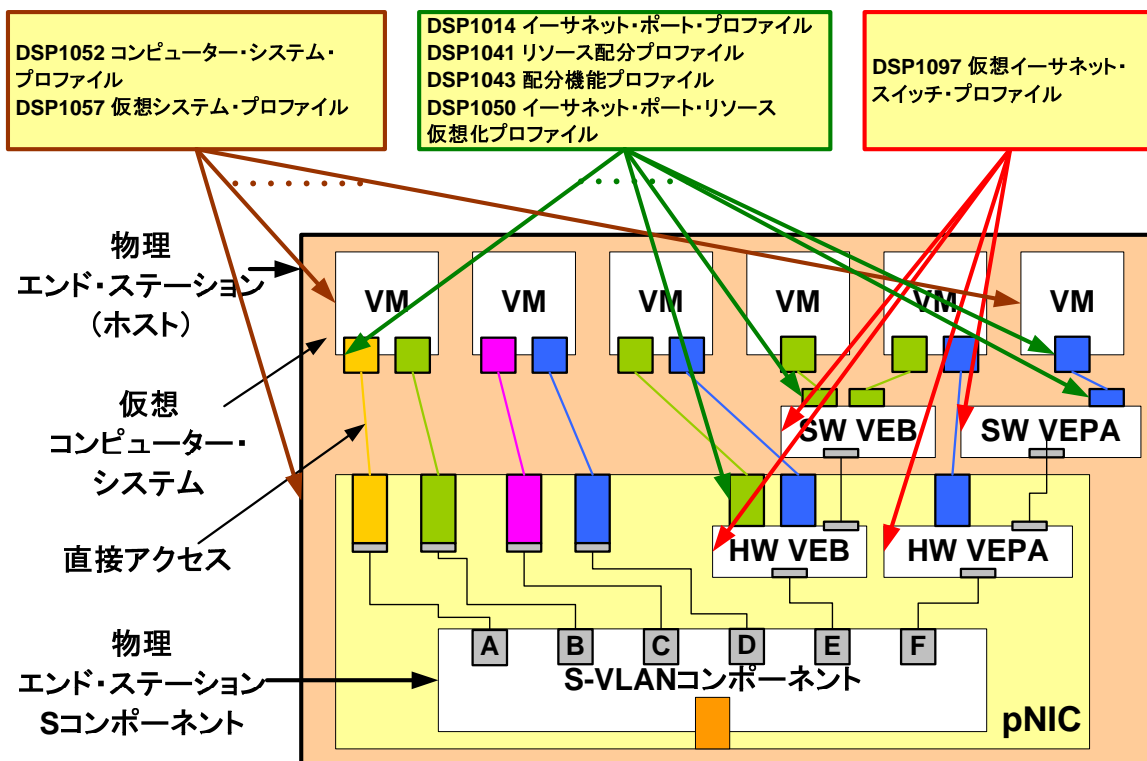 DSP1052 コンピューター・システム・
プロファイル
DSP1057 仮想システム・プロファイル
DSP1014 イーサネット・ポート・プロファイル
DSP1041 リソース配分プロファイル
DSP1043 配分機能プロファイル
DSP1050 イーサネット・ポート・リソース
仮想化プロファイル
DSP1097 仮想イーサネット・
スイッチ・プロファイル
物理
エンド・ステーション
(ホスト)
VM
VM
VM
VM
VM
VM
仮想
コンピューター・
システム
SW VEB
SW VEPA
直接アクセス
HW VEB
HW VEPA
物理
エンド・ステーション
Sコンポーネント
A
B
C
D
E
F
S-VLANコンポーネント
pNIC